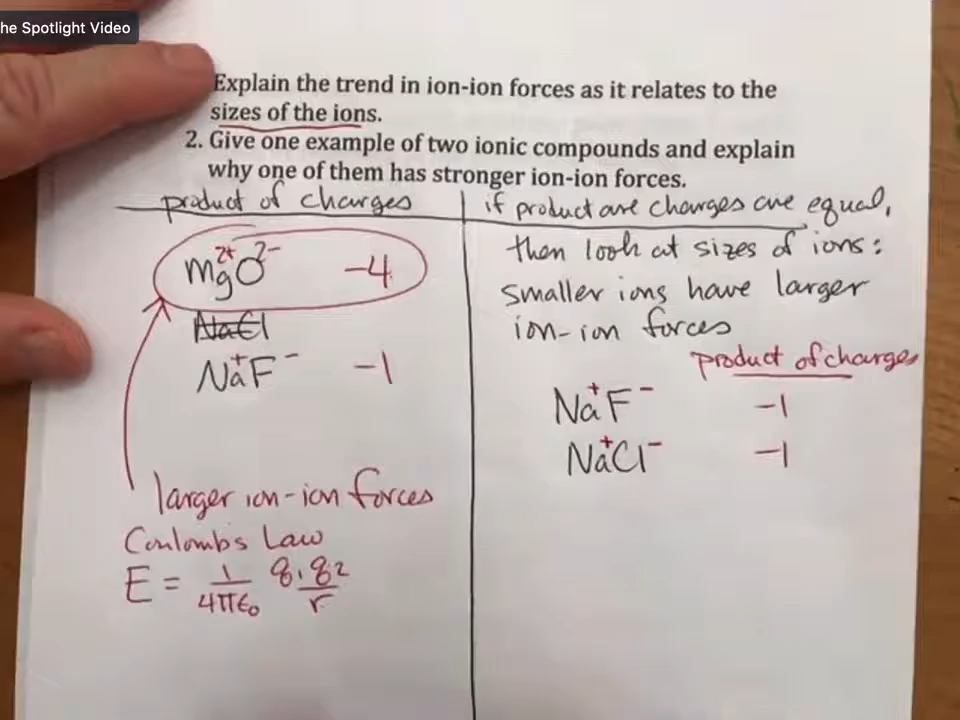 he Spotlight Video
Explain the trend in ion-ion forces as it relates to the
sizes of the ions.
2. Give one example of two ionic compounds and explain
why one of them has stronger ion-ion forces.
product of charges
Mg²⁺O²⁻ -4
NaCl
Na⁺F⁻ -1
larger ion-ion forces
Coulombs Law
E = 1/4πϵ₀ q₁q₂/r
if product are charges are equal,
then look at sizes of ions:
smaller ions have larger
ion-ion forces
product of charges
Na⁺F⁻ -1
Na⁺Cl⁻ -1